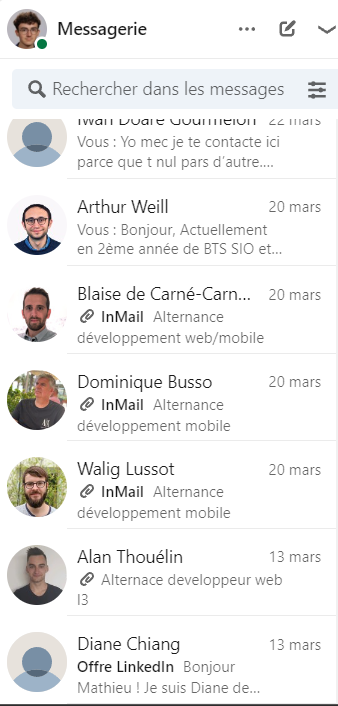 Messagerie
Rechercher dans les messages
Iwan Doaré Gourmelon 22 mars
Vous : Yo mec je te contacte ici
parce que t nul pars d'autre....
Arthur Weill 20 mars
Vous : Bonjour, Actuellement
en 2ème année de BTS SIO et...
Blaise de Carné-Carn... 20 mars
InMail Alternance
développement web/mobile
Dominique Busso 20 mars
InMail Alternance
développement mobile
Walig Lussot 20 mars
InMail Alternance
développement mobile
Alan Thouélin 13 mars
Alternace developpeur web
l3
Diane Chiang 13 mars
Offre LinkedIn Bonjour
Mathieu ! Je suis Diane de...